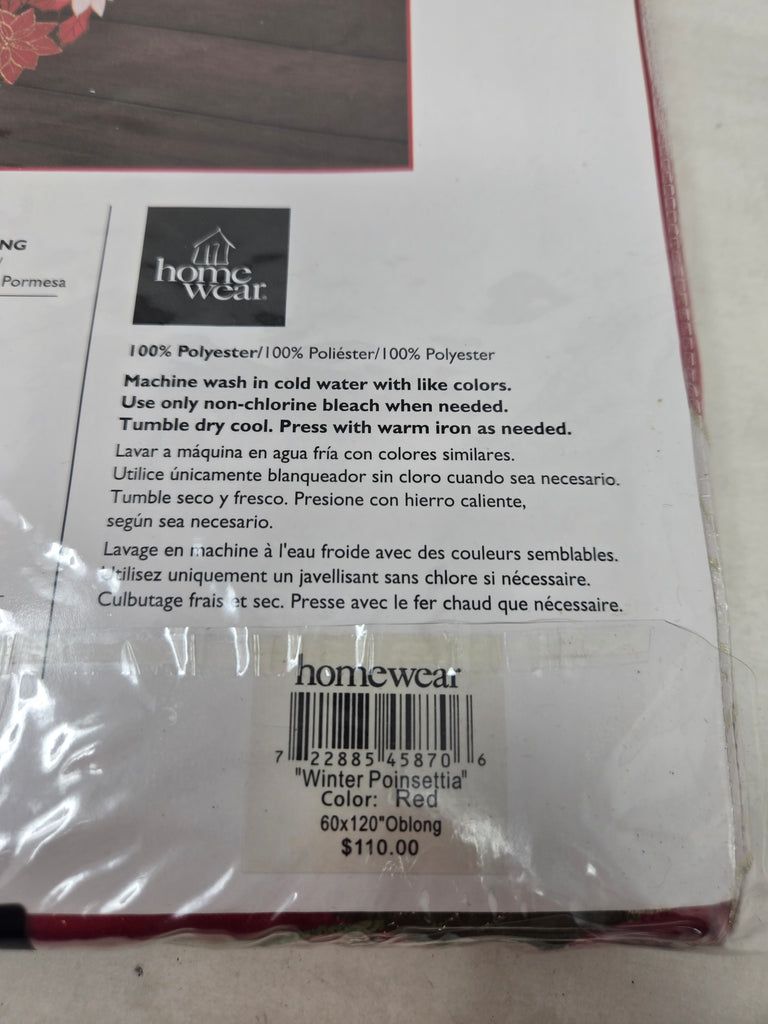 NG
Pormesa
home
wear®
100% Polyester/100% Poliéster/100% Polyester
Machine wash in cold water with like colors.
Use only non-chlorine bleach when needed.
Tumble dry cool. Press with warm iron as needed.
Lavar a máquina en agua fría con colores similares.
Utilice únicamente blanqueador sin cloro cuando sea necesario.
Tumble seco y fresco. Presione con hierro caliente,
según sea necesario.
Lavage en machine à l'eau froide avec des couleurs semblables.
Utilisez uniquement un javellisant sans chlore si nécessaire.
Culbutage frais et sec. Presse avec le fer chaud que nécessaire.
homewear
7 22885 45870 6
"Winter Poinsettia"
Color: Red
60x120"Oblong
$110.00